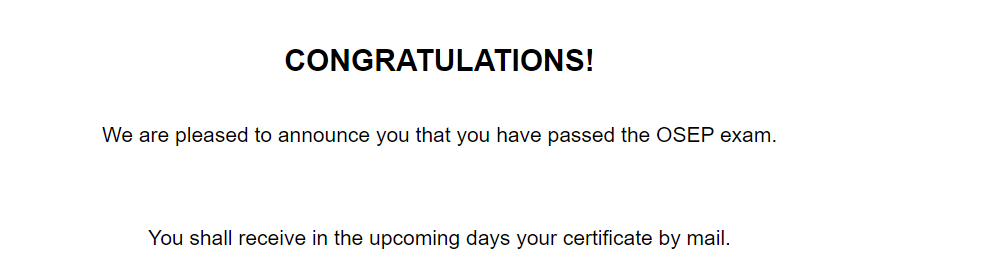 CONGRATULATIONS!
We are pleased to announce you that you have passed the OSEP exam.
You shall receive in the upcoming days your certificate by mail.